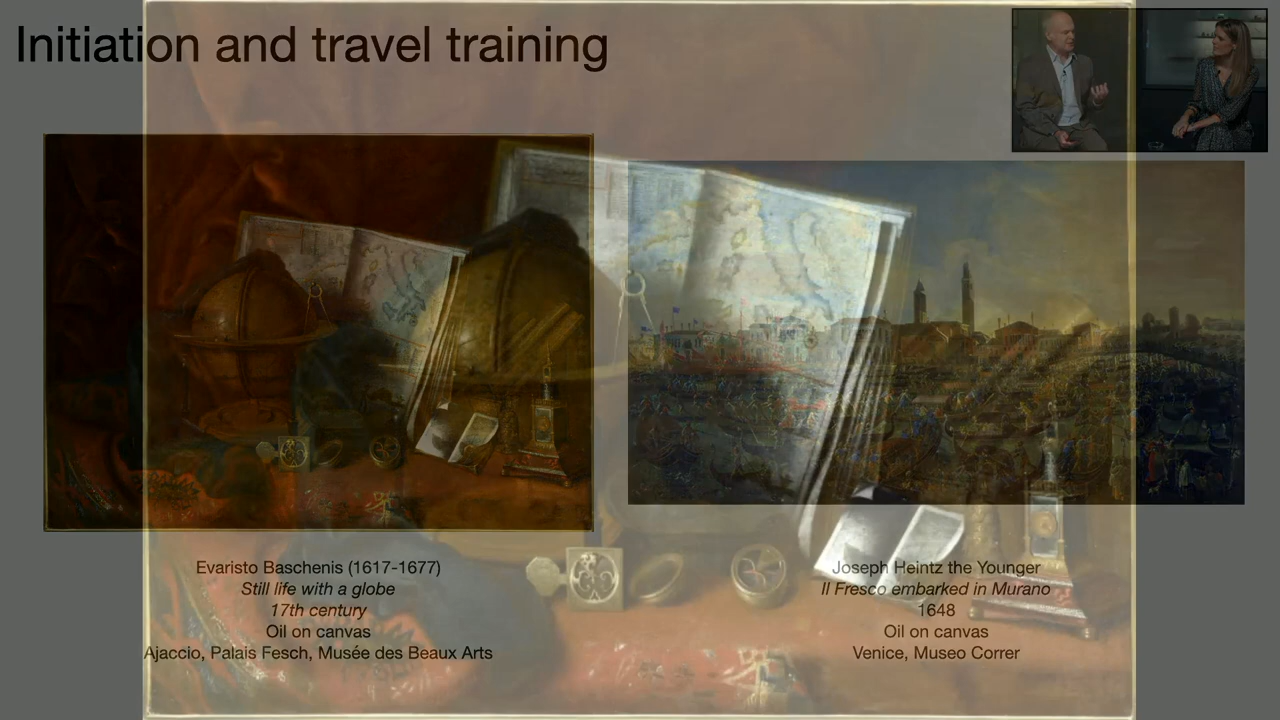 Initiation and travel training
Evaristo Baschenis (1617-1677)
Still life with a globe
17th century
Oil on canvas
Ajaccio, Palais Fesch, Musée des Beaux Arts
Joseph Heintz the Younger
Il Fresco embarked in Murano
1648
Oil on canvas
Venice, Museo Correr